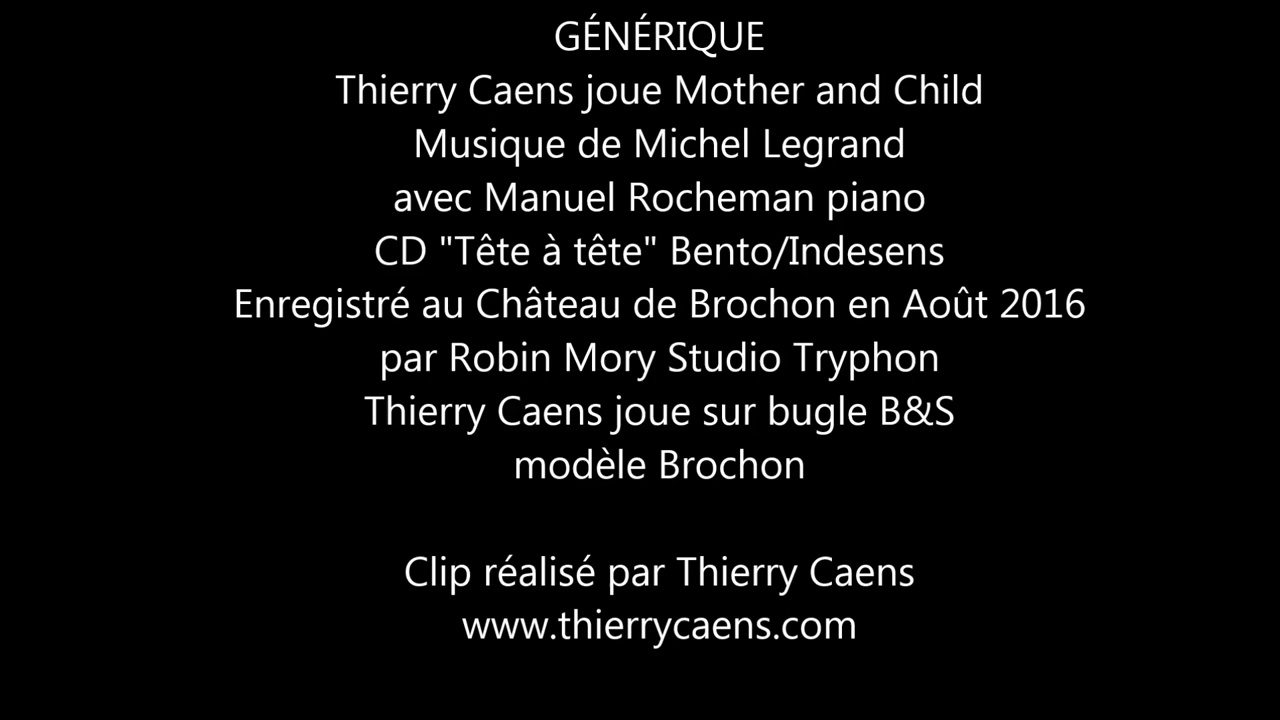 GÉNÉRIQUE
Thierry Caens joue Mother and Child
Musique de Michel Legrand
avec Manuel Rocheman piano
CD "Tête à tête" Bento/Indesens
Enregistré au Château de Brochon en Août 2016
par Robin Mory Studio Tryphon
Thierry Caens joue sur bugle B&S
modèle Brochon
Clip réalisé par Thierry Caens
www.thierrycaens.com